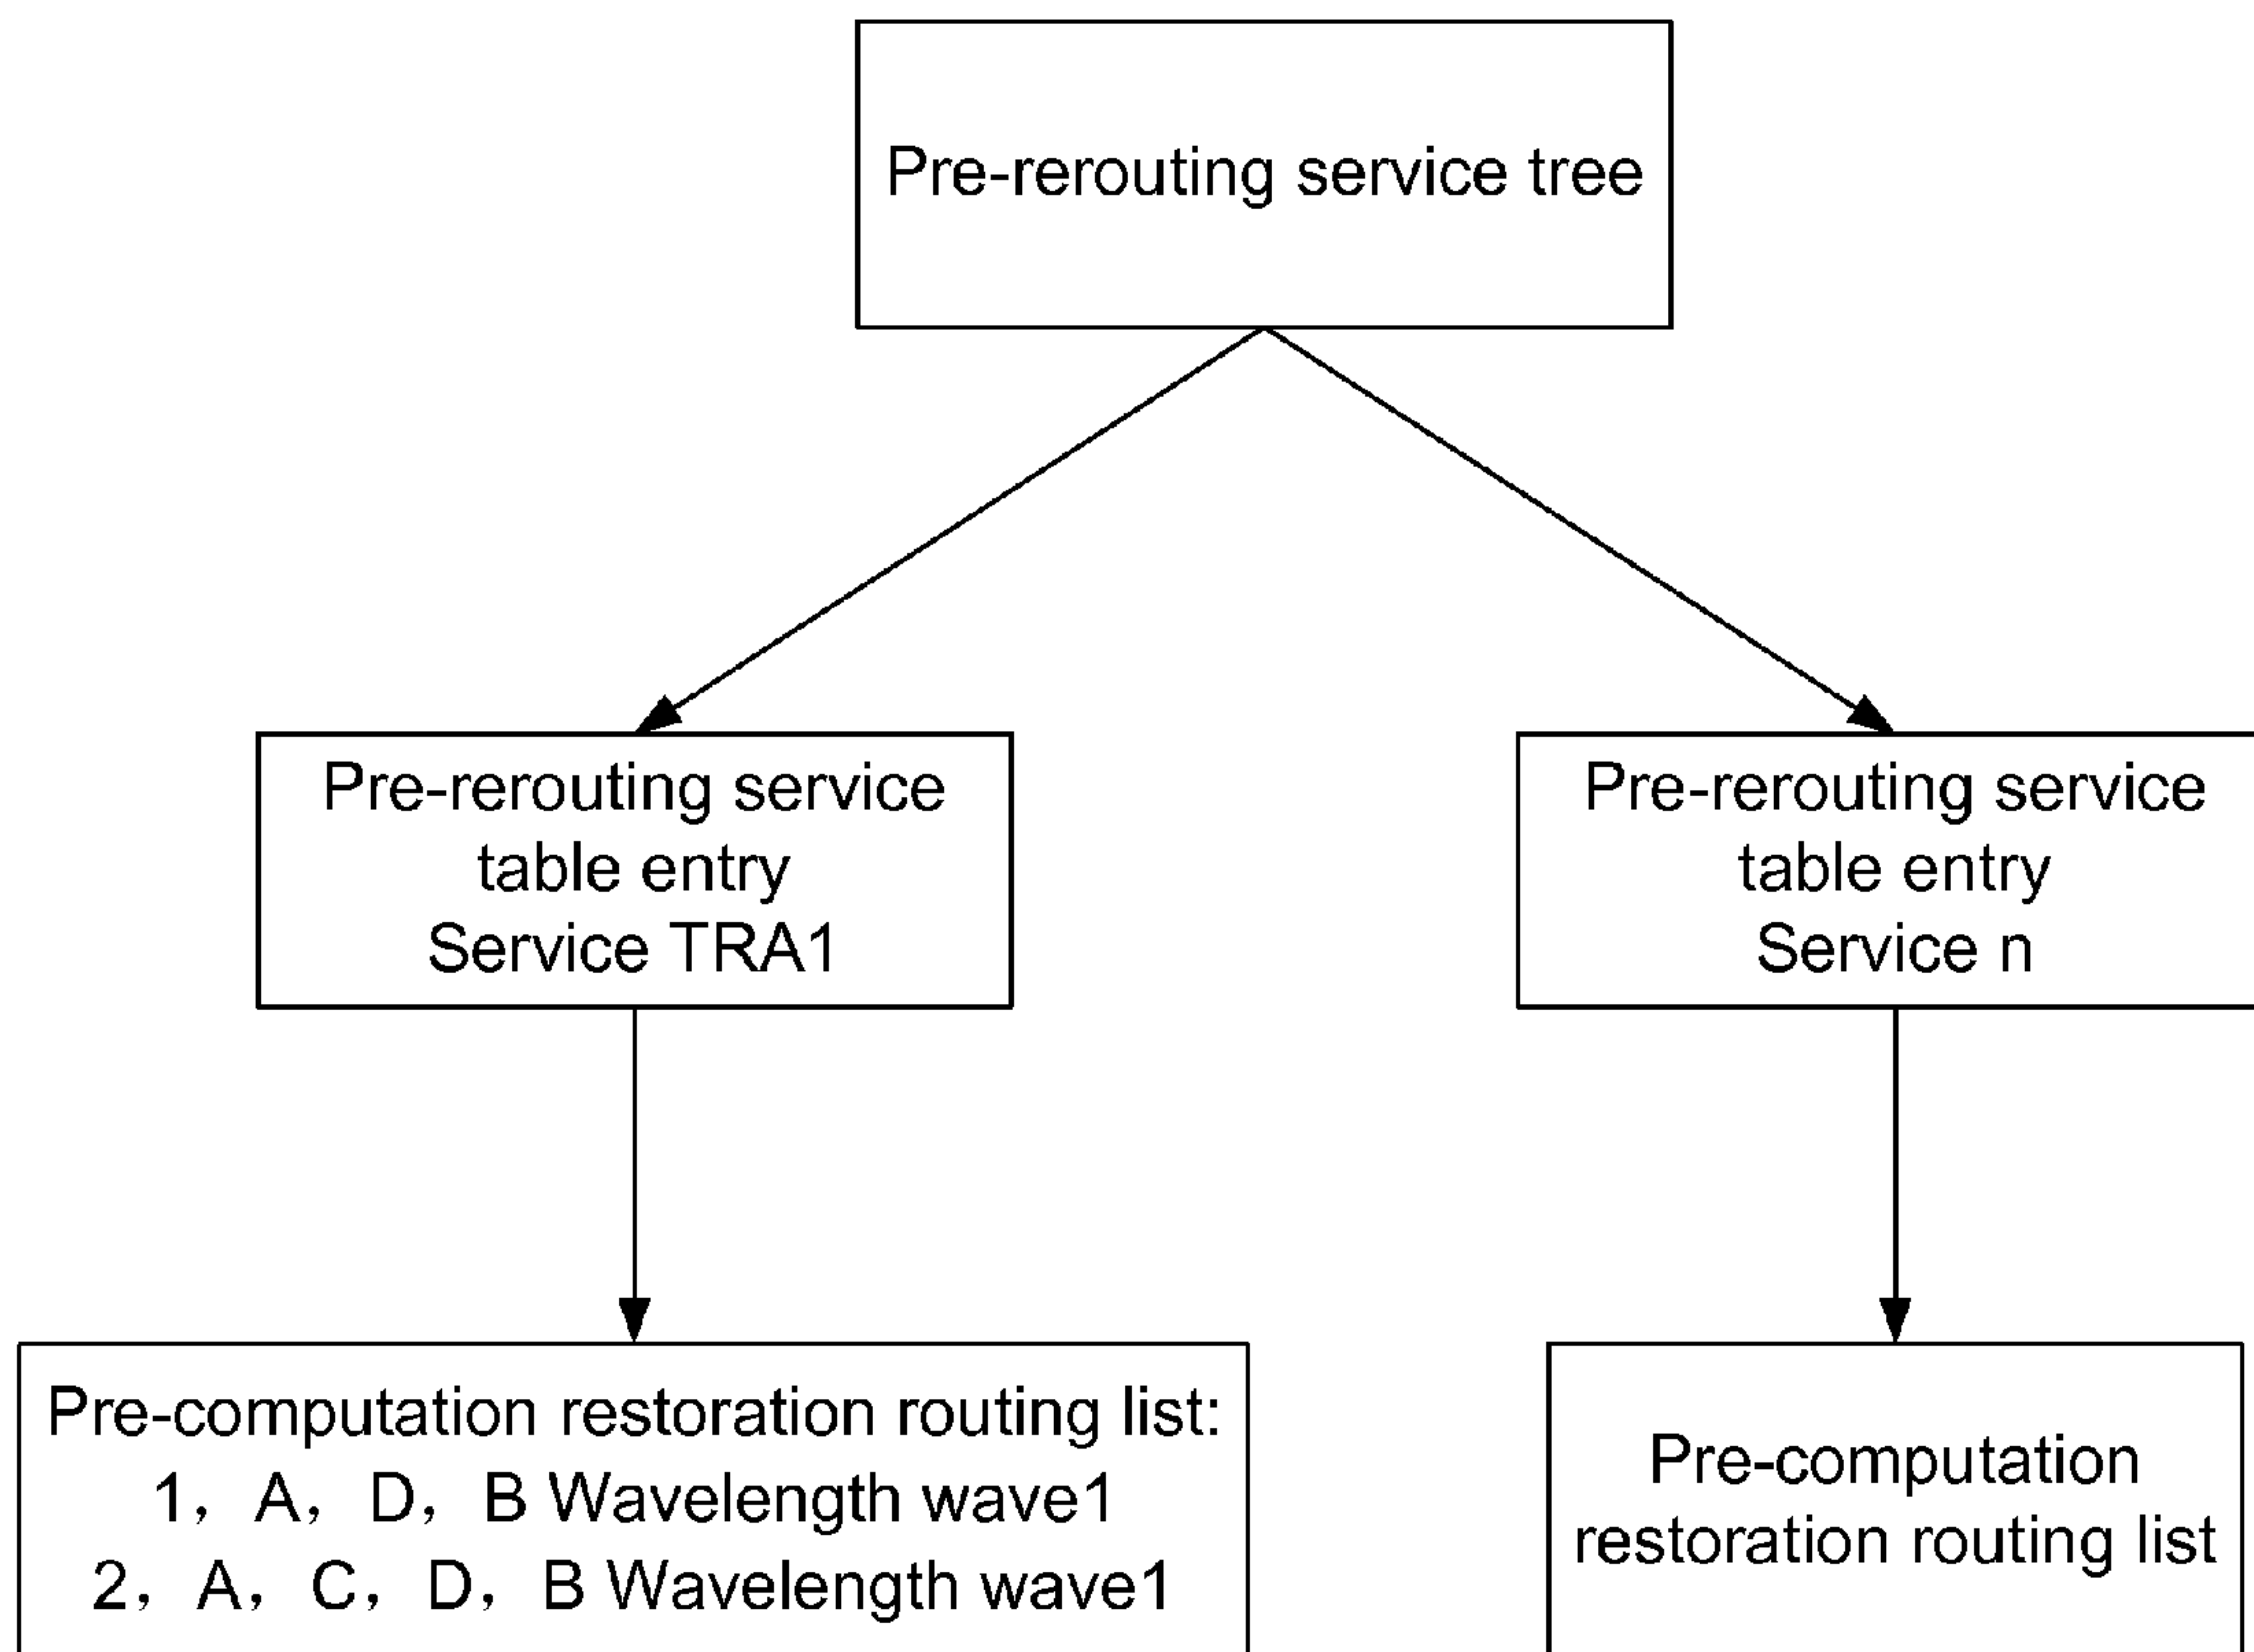 Pre-rerouting service tree
Pre-rerouting service
table entry
Service TRA1
Pre-rerouting service
table entry
Service n
Pre-computation restoration routing list:
1，A，D，B Wavelength wave1
2，A，C，D，B Wavelength wave1
Pre-computation
restoration routing list